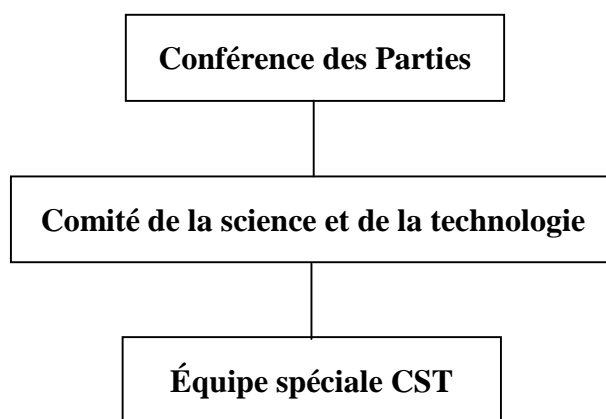 Conférence des Parties
Comité de la science et de la technologie
Équipe spéciale CST